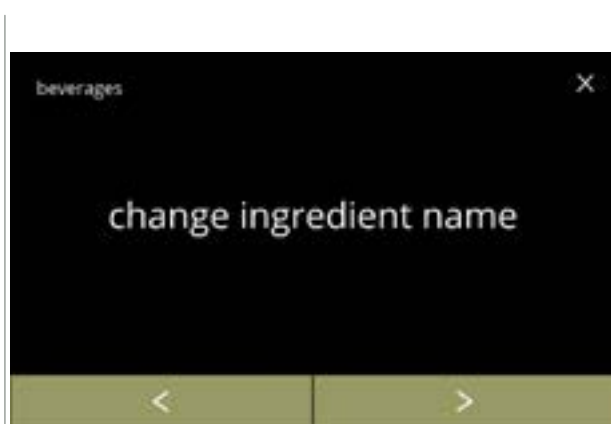 beverages
×
change ingredient name
< >